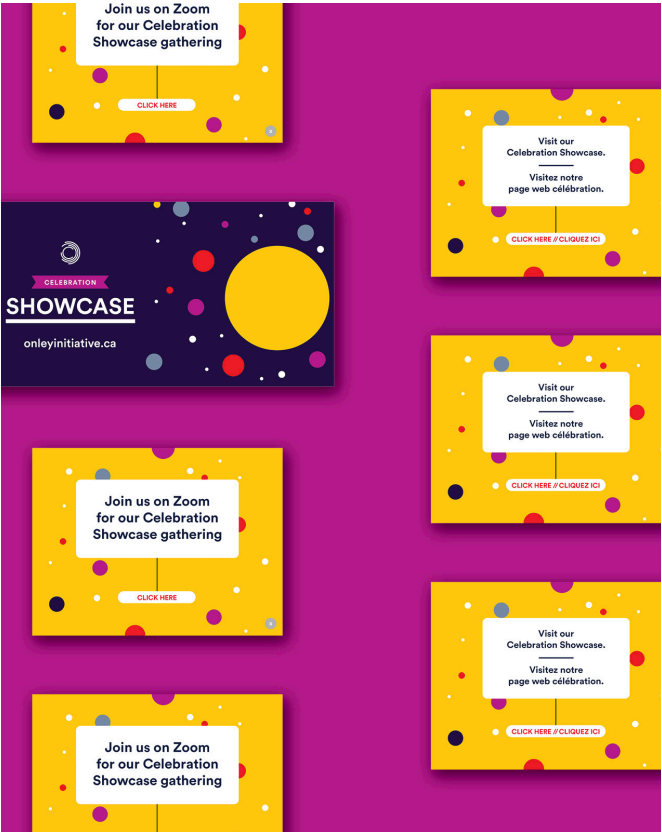 Join us on Zoom
for our Celebration
Showcase gathering
CLICK HERE
CELEBRATION
SHOWCASE
onleyinitiative.ca
Join us on Zoom
for our Celebration
Showcase gathering
CLICK HERE
Join us on Zoom
for our Celebration
Showcase gathering
Visit our
Celebration Showcase.
Visitez notre
page web célébration.
CLICK HERE // CLIQUEZ ICI
Visit our
Celebration Showcase.
Visitez notre
page web célébration.
CLICK HERE // CLIQUEZ ICI
Visit our
Celebration Showcase.
Visitez notre
page web célébration.
CLICK HERE // CLIQUEZ ICI